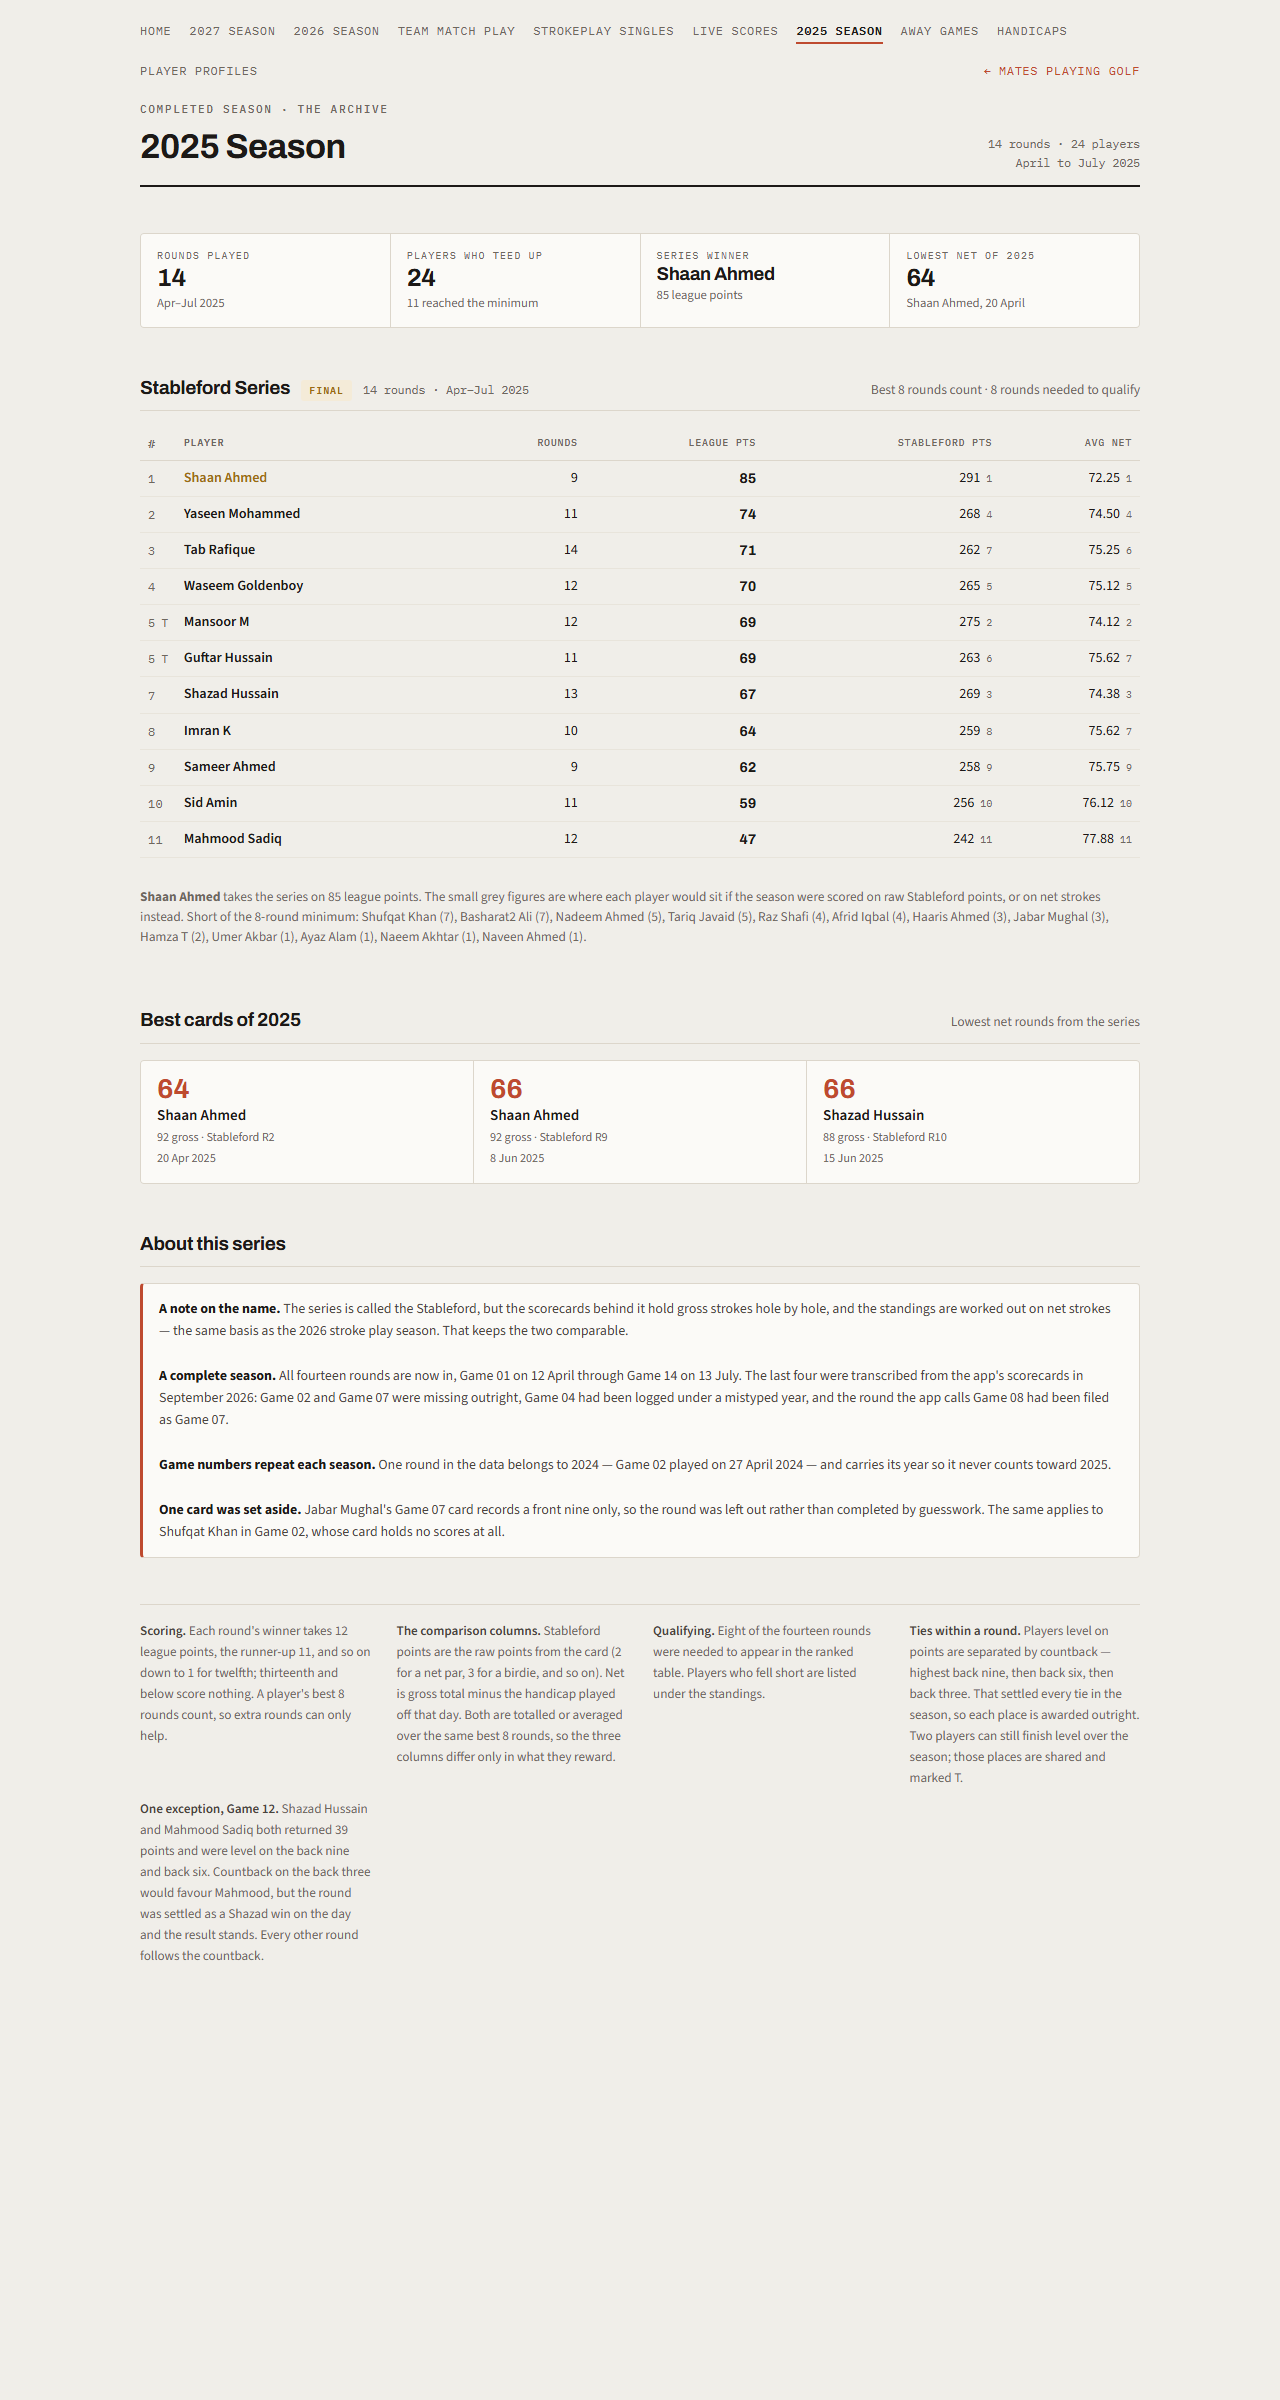 HOME 2027 SEASON 2026 SEASON TEAM MATCH PLAY STROKEPLAY SINGLES LIVE SCORES 2025 SEASON AWAY GAMES HANDICAPS
PLAYER PROFILES ← MATES PLAYING GOLF
COMPLETED SEASON · THE ARCHIVE
2025 Season
14 rounds · 24 players
April to July 2025
ROUNDS PLAYED
14
Apr–Jul 2025
PLAYERS WHO TEED UP
24
11 reached the minimum
SERIES WINNER
Shaan Ahmed
85 league points
LOWEST NET OF 2025
64
Shaan Ahmed, 20 April
Stableford Series FINAL 14 rounds · Apr–Jul 2025 Best 8 rounds count · 8 rounds needed to qualify
# PLAYER ROUNDS LEAGUE PTS STABLEFORD PTS AVG NET
1 Shaan Ahmed 9 85 291 1 72.25 1
2 Yaseen Mohammed 11 74 268 4 74.50 4
3 Tab Rafique 14 71 262 7 75.25 6
4 Waseem Goldenboy 12 70 265 5 75.12 5
5 T Mansoor M 12 69 275 2 74.12 2
5 T Guftar Hussain 11 69 263 6 75.62 7
7 Shazad Hussain 13 67 269 3 74.38 3
8 Imran K 10 64 259 8 75.62 7
9 Sameer Ahmed 9 62 258 9 75.75 9
10 Sid Amin 11 59 256 10 76.12 10
11 Mahmood Sadiq 12 47 242 11 77.88 11
Shaan Ahmed takes the series on 85 league points. The small grey figures are where each player would sit if the season were scored on raw Stableford points, or on net strokes
instead. Short of the 8-round minimum: Shufqat Khan (7), Basharat2 Ali (7), Nadeem Ahmed (5), Tariq Javaid (5), Raz Shafi (4), Afrid Iqbal (4), Haaris Ahmed (3), Jabar Mughal (3),
Hamza T (2), Umer Akbar (1), Ayaz Alam (1), Naeem Akhtar (1), Naveen Ahmed (1).
Best cards of 2025 Lowest net rounds from the series
64
Shaan Ahmed
92 gross · Stableford R2
20 Apr 2025
66
Shaan Ahmed
92 gross · Stableford R9
8 Jun 2025
66
Shazad Hussain
88 gross · Stableford R10
15 Jun 2025
About this series
A note on the name. The series is called the Stableford, but the scorecards behind it hold gross strokes hole by hole, and the standings are worked out on net strokes
— the same basis as the 2026 stroke play season. That keeps the two comparable.
A complete season. All fourteen rounds are now in, Game 01 on 12 April through Game 14 on 13 July. The last four were transcribed from the app's scorecards in
September 2026: Game 02 and Game 07 were missing outright, Game 04 had been logged under a mistyped year, and the round the app calls Game 08 had been filed
as Game 07.
Game numbers repeat each season. One round in the data belongs to 2024 — Game 02 played on 27 April 2024 — and carries its year so it never counts toward 2025.
One card was set aside. Jabar Mughal's Game 07 card records a front nine only, so the round was left out rather than completed by guesswork. The same applies to
Shufqat Khan in Game 02, whose card holds no scores at all.
Scoring. Each round's winner takes 12
league points, the runner-up 11, and so on
down to 1 for twelfth; thirteenth and
below score nothing. A player's best 8
rounds count, so extra rounds can only
help.
The comparison columns. Stableford
points are the raw points from the card (2
for a net par, 3 for a birdie, and so on). Net
is gross total minus the handicap played
off that day. Both are totalled or averaged
over the same best 8 rounds, so the three
columns differ only in what they reward.
Qualifying. Eight of the fourteen rounds
were needed to appear in the ranked
table. Players who fell short are listed
under the standings.
Ties within a round. Players level on
points are separated by countback —
highest back nine, then back six, then
back three. That settled every tie in the
season, so each place is awarded outright.
Two players can still finish level over the
season; those places are shared and
marked T.
One exception, Game 12. Shazad Hussain
and Mahmood Sadiq both returned 39
points and were level on the back nine
and back six. Countback on the back three
would favour Mahmood, but the round
was settled as a Shazad win on the day
and the result stands. Every other round
follows the countback.